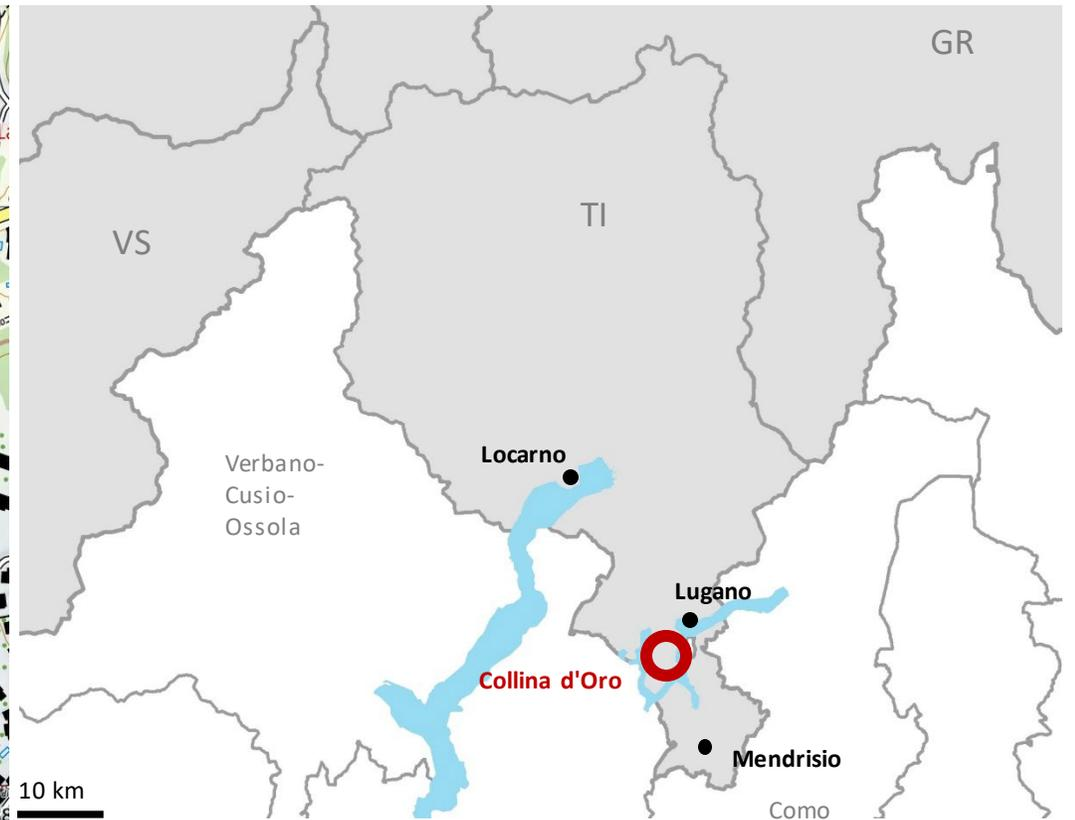 GR
TI
VS
Locarno
Verbano-
Cusio-
Ossola
Lugano
Collina d'Oro
Mendrisio
10 km
Como